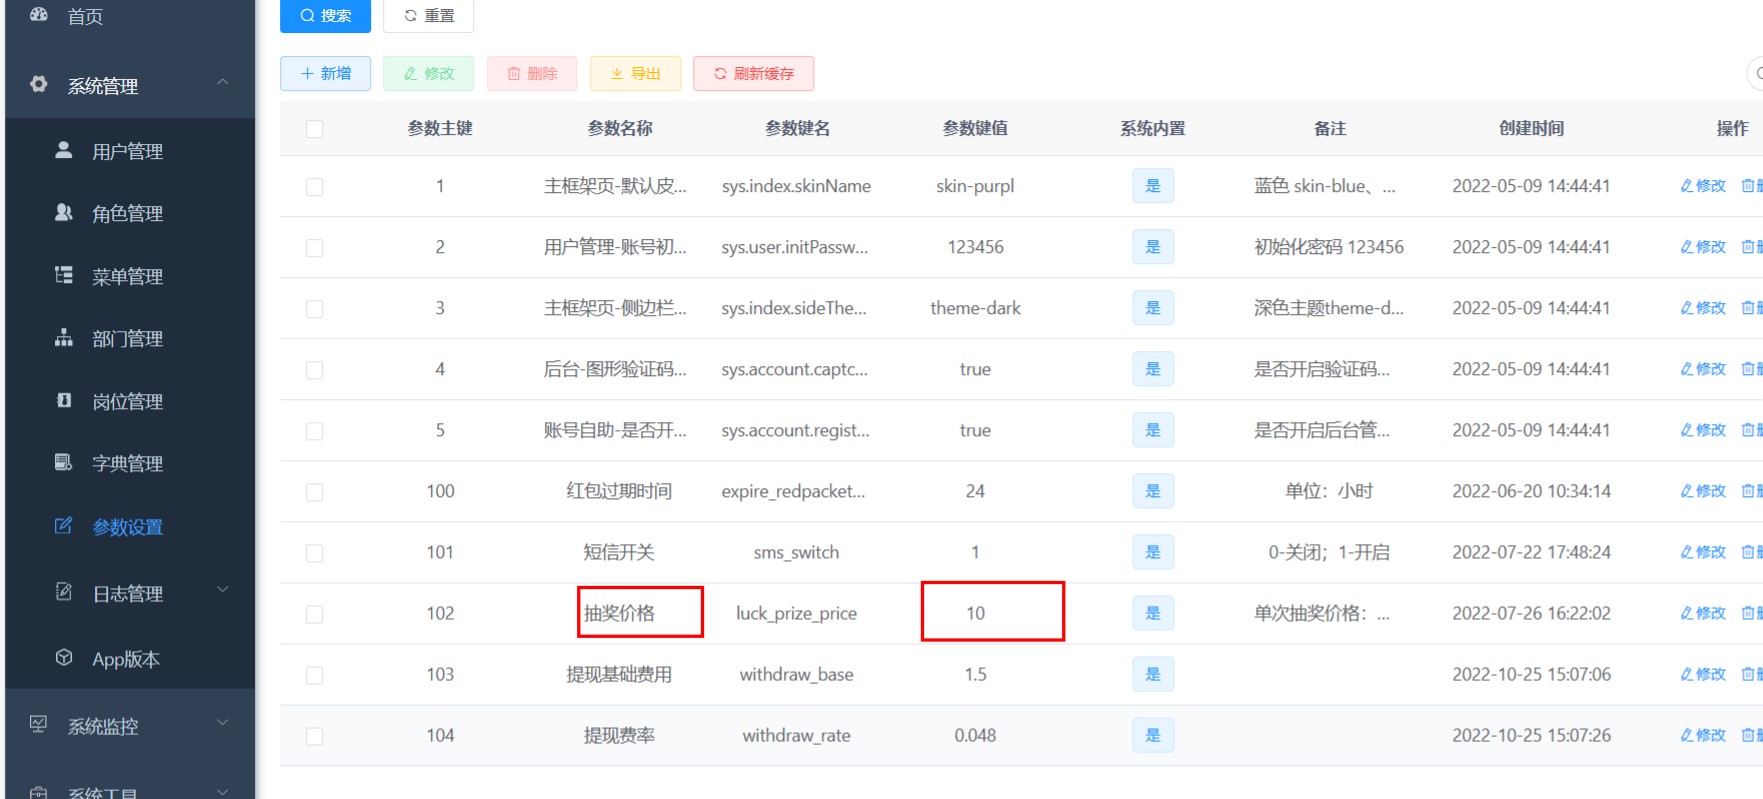 首页
系统管理
用户管理
角色管理
菜单管理
部门管理
岗位管理
字典管理
参数设置
日志管理
App版本
系统监控
系统工具
搜索 重置
新增 修改 删除 导出 刷新缓存
参数主键 参数名称 参数键名 参数键值 系统内置 备注 创建时间 操作
1 主框架页-默认皮... sys.index.skinName skin-purpl 是 蓝色 skin-blue、... 2022-05-09 14:44:41 修改
2 用户管理-账号初... sys.user.initPassw... 123456 是 初始化密码 123456 2022-05-09 14:44:41 修改
3 主框架页-侧边栏... sys.index.sideThe... theme-dark 是 深色主题theme-d... 2022-05-09 14:44:41 修改
4 后台-图形验证码... sys.account.captc... true 是 是否开启验证码... 2022-05-09 14:44:41 修改
5 账号自助-是否开... sys.account.regist... true 是 是否开启后台管... 2022-05-09 14:44:41 修改
100 红包过期时间 expire_redpacket... 24 是 单位：小时 2022-06-20 10:34:14 修改
101 短信开关 sms_switch 1 是 0-关闭；1-开启 2022-07-22 17:48:24 修改
102 抽奖价格 luck_prize_price 10 是 单次抽奖价格：... 2022-07-26 16:22:02 修改
103 提现基础费用 withdraw_base 1.5 是 2022-10-25 15:07:06 修改
104 提现费率 withdraw_rate 0.048 是 2022-10-25 15:07:26 修改